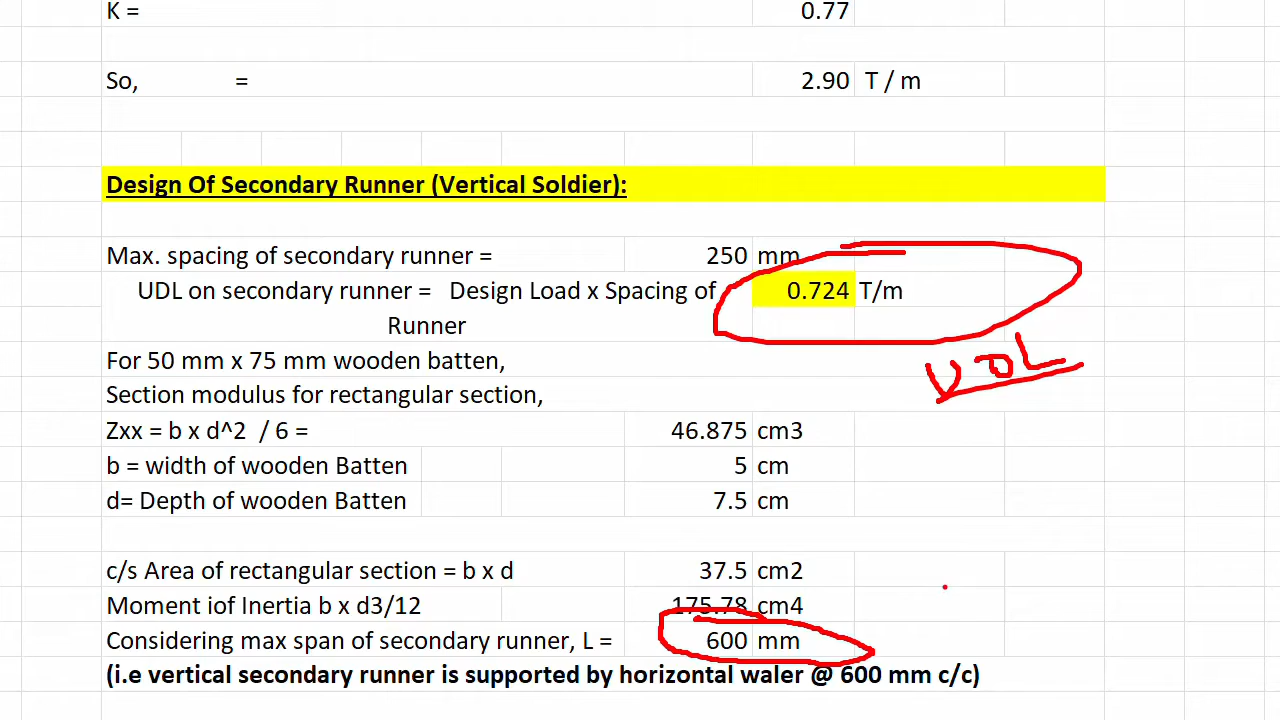 K = 0.77
So, = 2.90 T / m
Design Of Secondary Runner (Vertical Soldier):
Max. spacing of secondary runner = 250 mm
UDL on secondary runner = Design Load x Spacing of 0.724 T/m
Runner
UDL
For 50 mm x 75 mm wooden batten,
Section modulus for rectangular section,
Zxx = b x d^2 / 6 = 46.875 cm3
b = width of wooden Batten 5 cm
d= Depth of wooden Batten 7.5 cm
c/s Area of rectangular section = b x d 37.5 cm2
Moment iof Inertia b x d3/12 175.78 cm4
Considering max span of secondary runner, L = 600 mm
(i.e vertical secondary runner is supported by horizontal waler @ 600 mm c/c)